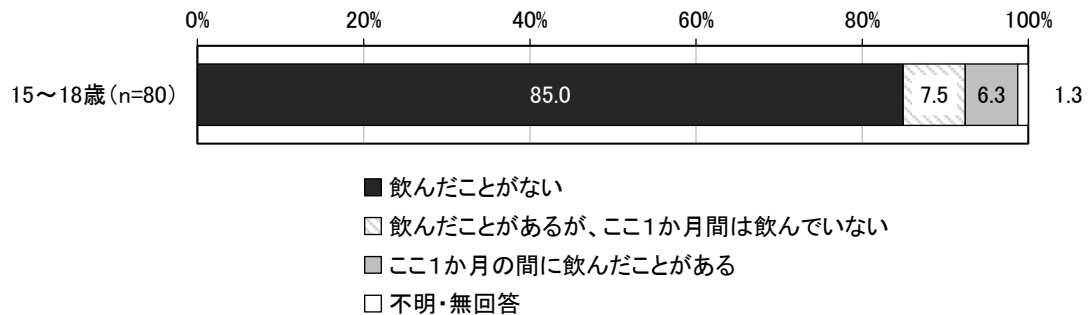 0% 20% 40% 60% 80% 100%
15～18歳(n=80) 85.0 7.5 6.3 1.3
飲んだことがない
飲んだことがあるが、ここ１か月間は飲んでいない
ここ１か月の間に飲んだことがある
不明・無回答